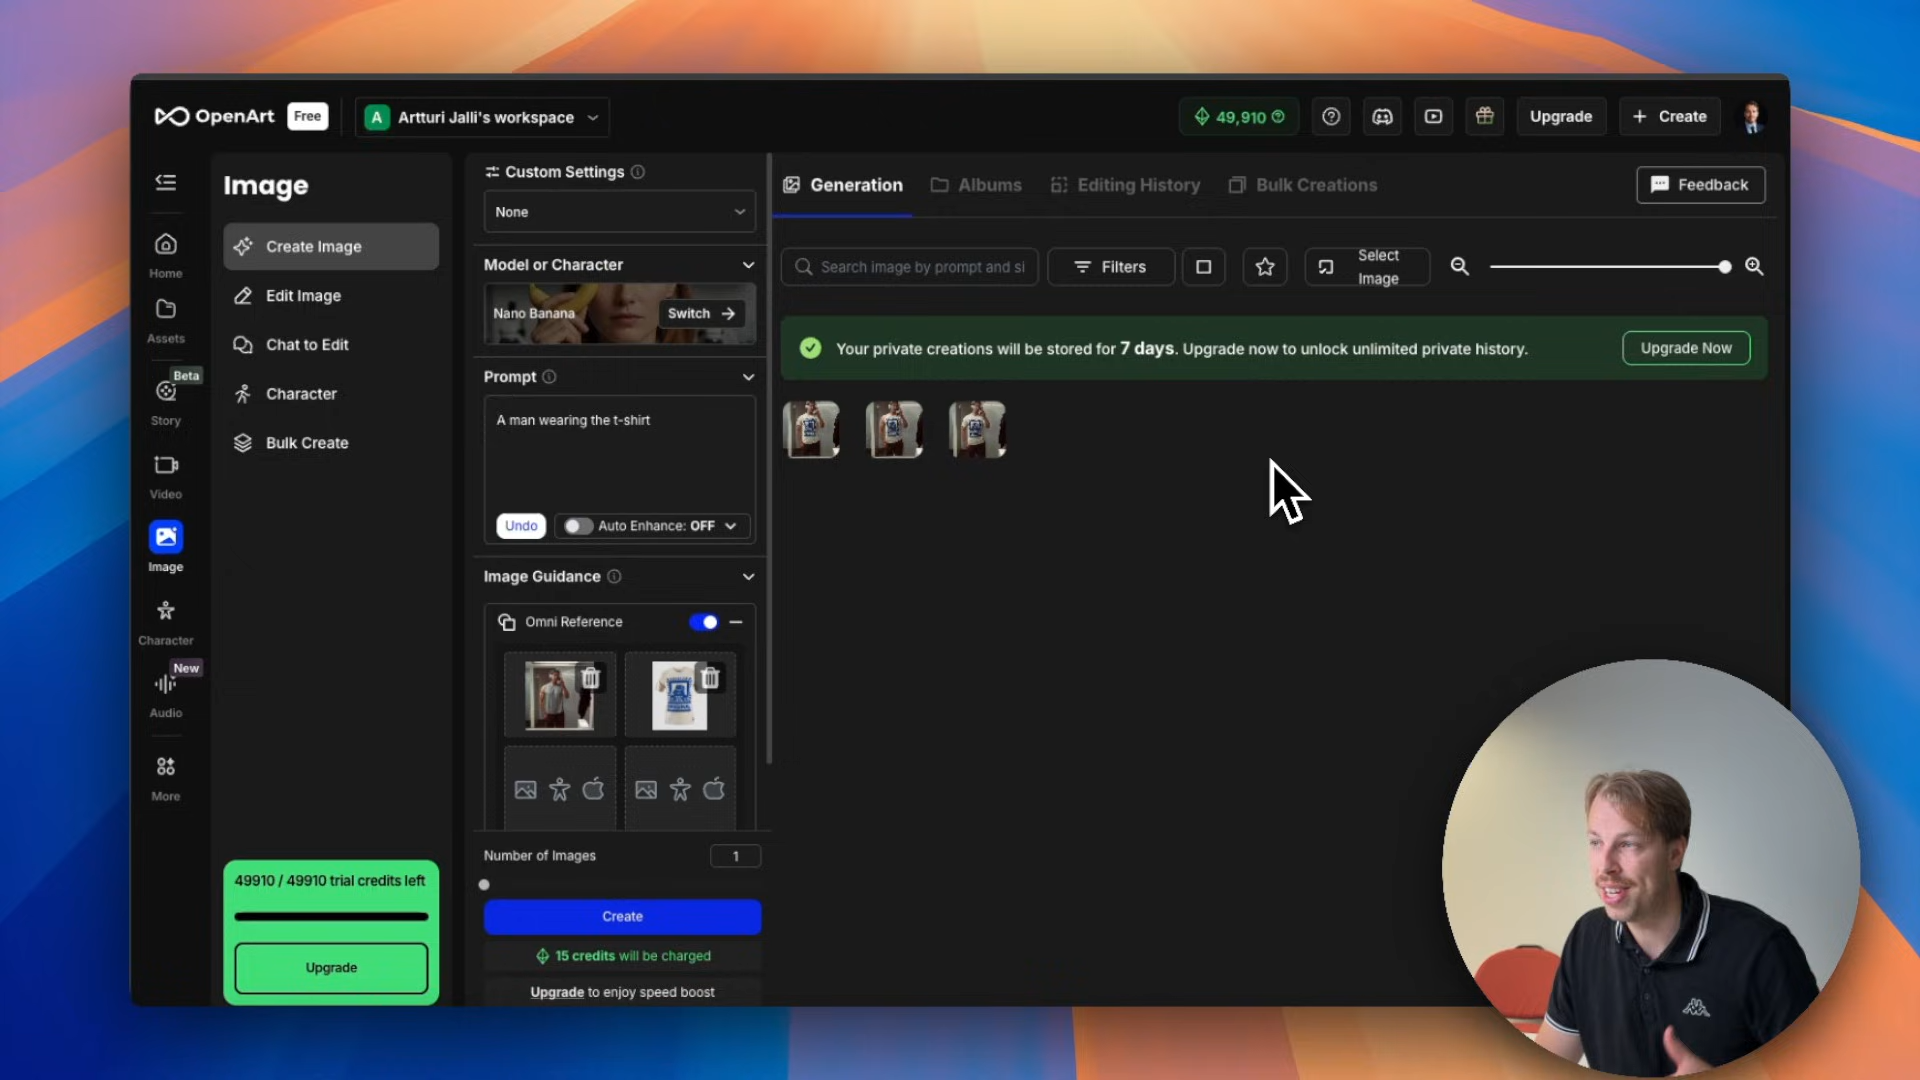 OpenArt Free A Artturi Jalli's workspace 49,910 Upgrade + Create
Image
Home
Assets
Beta
Story
Video
Image
Character
New
Audio
More
Create Image
Edit Image
Chat to Edit
Character
Bulk Create
49910 / 49910 trial credits left
Upgrade
Custom Settings
None
Model or Character
Nano Banana Switch
Prompt
A man wearing the t-shirt
Undo Auto Enhance: OFF
Image Guidance
Omni Reference
Number of Images 1
Create
15 credits will be charged
Upgrade to enjoy speed boost
Generation Albums Editing History Bulk Creations Feedback
Search image by prompt and si Filters Select
Image
Your private creations will be stored for 7 days. Upgrade now to unlock unlimited private history. Upgrade Now